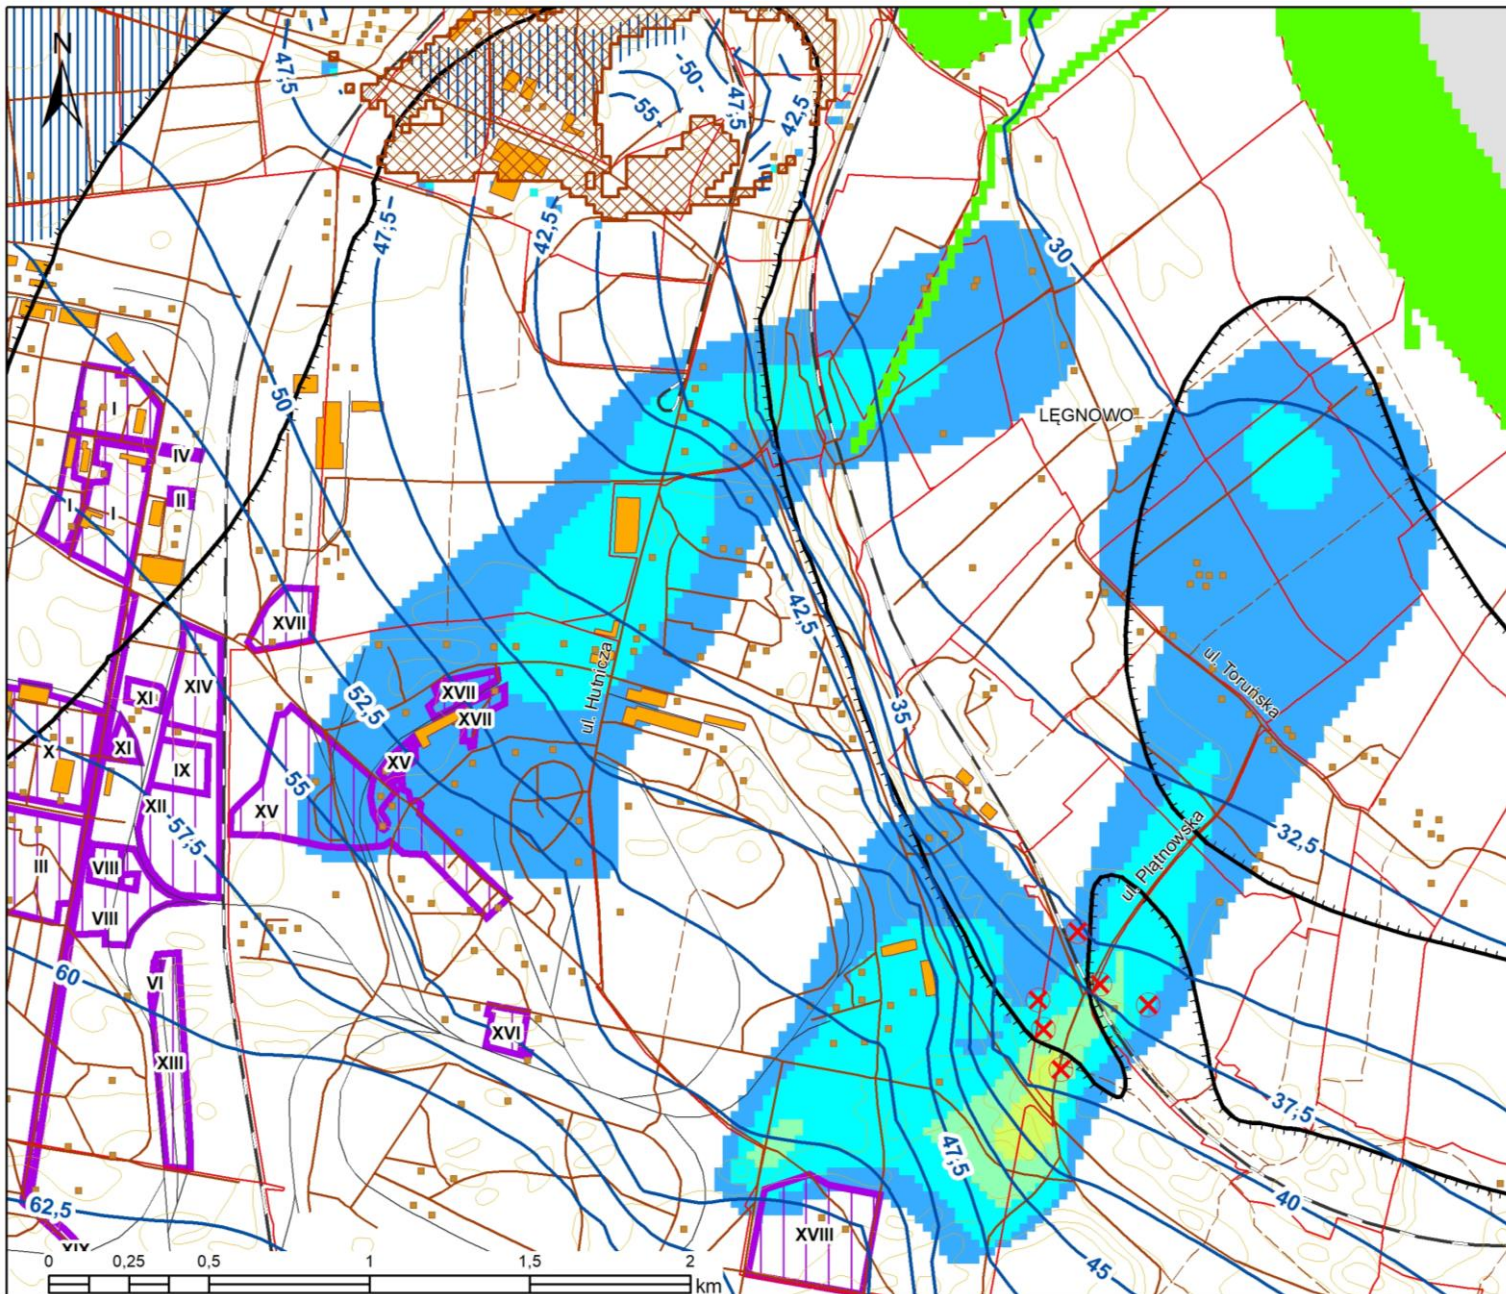 N
47,5
50
55
47,5
42,5
47,5
42,5
30
50
I
LĘGNOWO
IV
I
I
II
42,5
XVII
XIV
XVII
XI
52,5
XVII
ul. Hutnicza
ul. Toruńska
35
XI
X
IX
XV
55
XV
XII
57,5
32,5
III
VIII
ul. Płatnowska
VIII
60
VI
XVI
XIII
37,5
47,5
40
62,5
XVIII
XIX
45
0 0,25 0,5 1 1,5 2
km